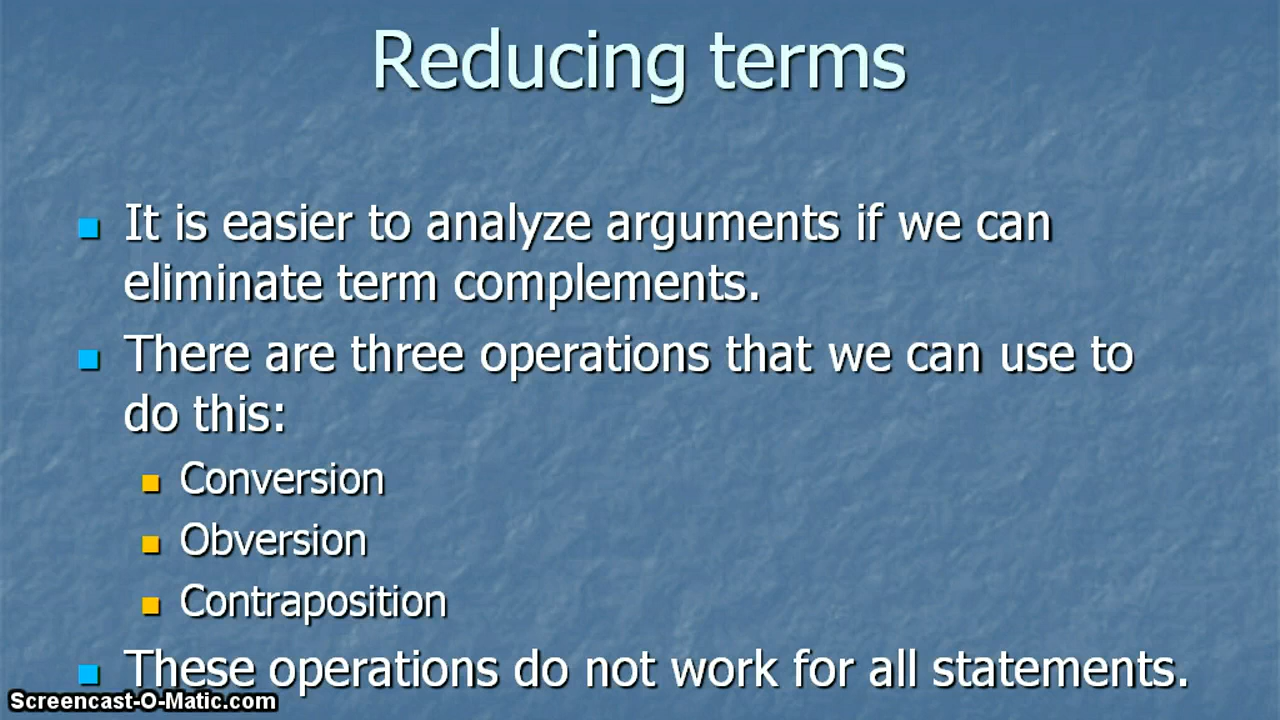 Reducing terms
It is easier to analyze arguments if we can
eliminate term complements.
There are three operations that we can use to
do this:
Conversion
Obversion
Contraposition
These operations do not work for all statements.
Screencast-O-Matic.com